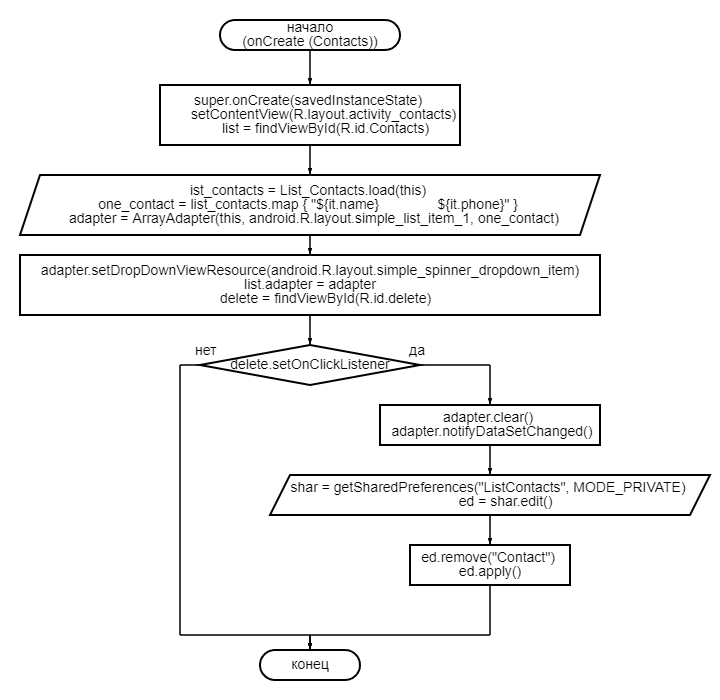 начало
(onCreate (Contacts))
super.onCreate(savedInstanceState)
setContentView(R.layout.activity_contacts)
list = findViewById(R.id.Contacts)
ist_contacts = List_Contacts.load(this)
one_contact = list_contacts.map { "${it.name} ${it.phone}" }
adapter = ArrayAdapter(this, android.R.layout.simple_list_item_1, one_contact)
adapter.setDropDownViewResource(android.R.layout.simple_spinner_dropdown_item)
list.adapter = adapter
delete = findViewById(R.id.delete)
нет
да
delete.setOnClickListener
adapter.clear()
adapter.notifyDataSetChanged()
shar = getSharedPreferences("ListContacts", MODE_PRIVATE)
ed = shar.edit()
ed.remove("Contact")
ed.apply()
конец